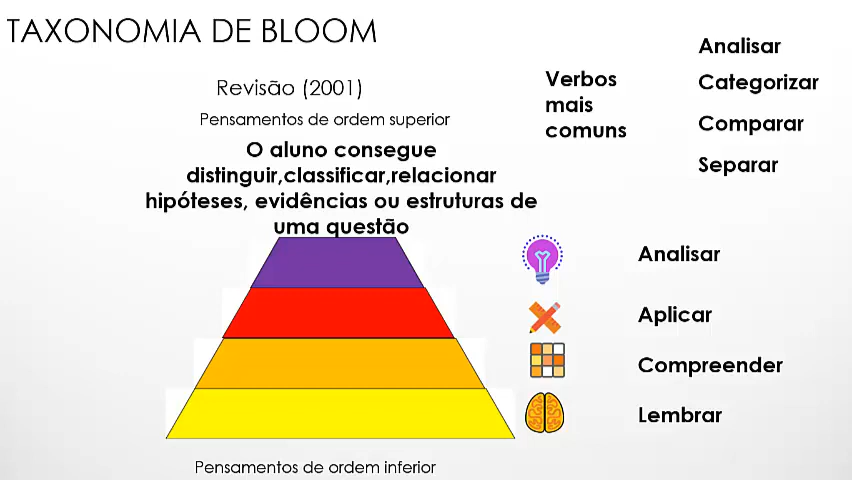 TAXONOMIA DE BLOOM
Revisão (2001)
Pensamentos de ordem superior
O aluno consegue
distinguir,classificar,relacionar
hipóteses, evidências ou estruturas de
uma questão
Verbos
mais
comuns
Analisar
Categorizar
Comparar
Separar
Analisar
Aplicar
Compreender
Lembrar
Pensamentos de ordem inferior